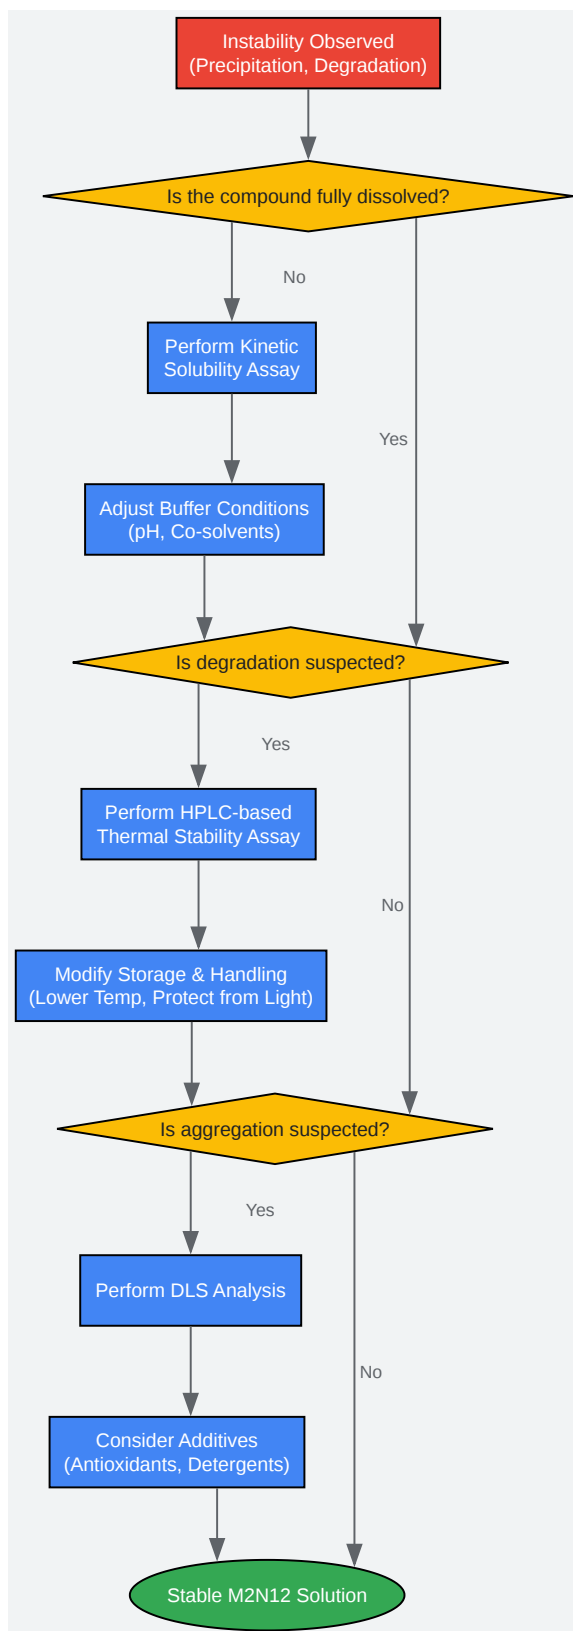 Instability Observed
(Precipitation, Degradation)
Is the compound fully dissolved?
No
Perform Kinetic
Solubility Assay
Yes
Adjust Buffer Conditions
(pH, Co-solvents)
Is degradation suspected?
Yes
Perform HPLC-based
Thermal Stability Assay
No
Modify Storage & Handling
(Lower Temp, Protect from Light)
Is aggregation suspected?
Yes
Perform DLS Analysis
No
Consider Additives
(Antioxidants, Detergents)
Stable M2N12 Solution